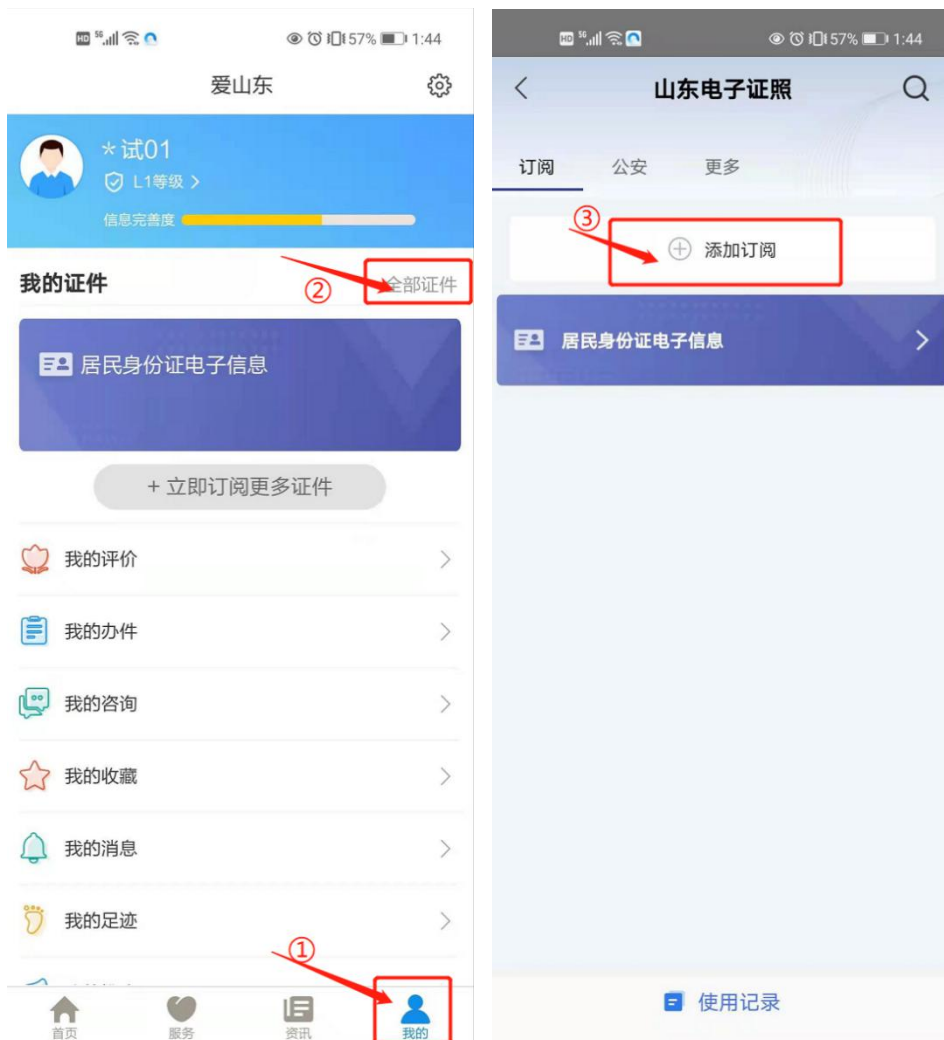 HD 5G 57% 1:44
爱山东
*试01
L1等级 >
信息完善度
我的证件
② 全部证件
居民身份证电子信息
+ 立即订阅更多证件
我的评价
我的办件
我的咨询
我的收藏
我的消息
我的足迹
①
首页 服务 资讯 我的
HD 5G 57% 1:44
山东电子证照
订阅 公安 更多
③
添加订阅
居民身份证电子信息
使用记录